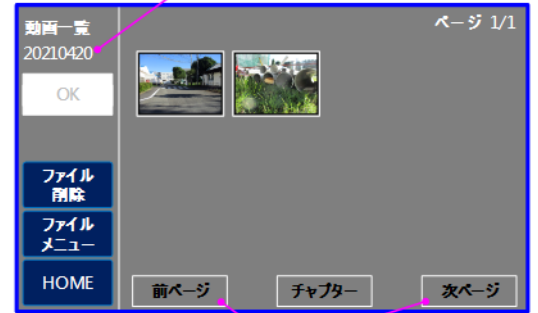 動画一覧
20210420
ページ 1/1
OK
ファイル
削除
ファイル
メニュー
HOME
前ページ
チャプター
次ページ